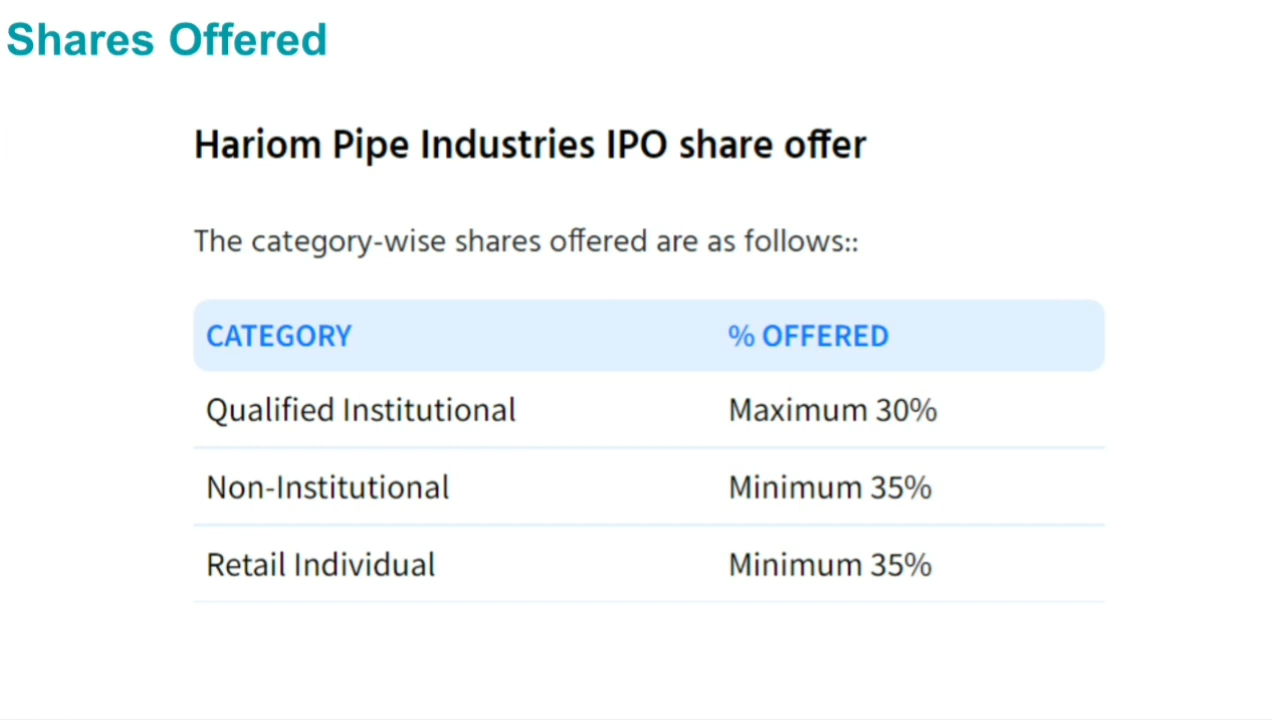 Shares Offered
Hariom Pipe Industries IPO share offer
The category-wise shares offered are as follows::
CATEGORY % OFFERED
Qualified Institutional Maximum 30%
Non-Institutional Minimum 35%
Retail Individual Minimum 35%